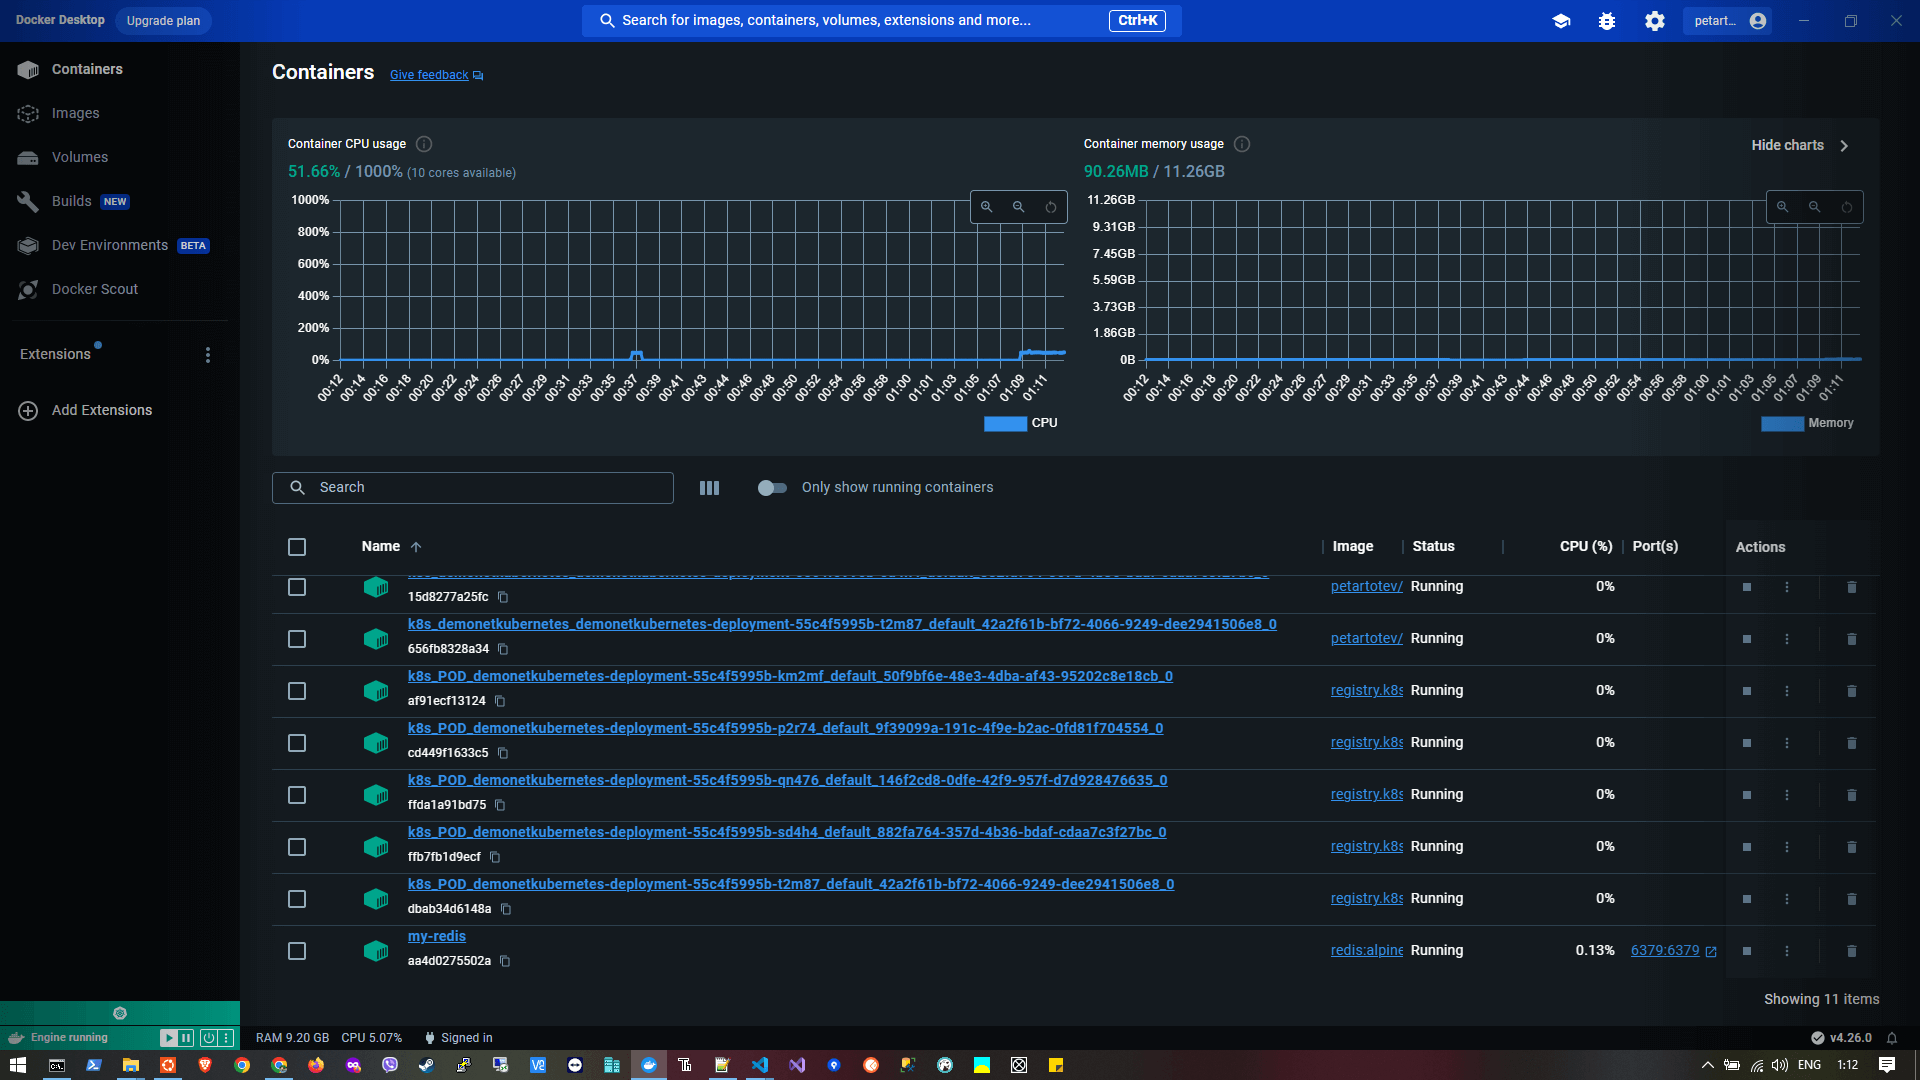 Docker Desktop Upgrade plan
Search for images, containers, volumes, extensions and more... Ctrl+K
petart...
Containers
Images
Volumes
Builds NEW
Dev Environments BETA
Docker Scout
Extensions
Add Extensions
Containers Give feedback
Container CPU usage
51.66% / 1000% (10 cores available)
1000%
800%
600%
400%
200%
0%
00:12 00:14 00:16 00:18 00:20 00:22 00:24 00:26 00:27 00:29 00:31 00:33 00:35 00:37 00:39 00:41 00:43 00:44 00:46 00:48 00:50 00:52 00:54 00:56 00:58 01:00 01:01 01:03 01:05 01:07 01:09 01:11
CPU
Container memory usage
90.26MB / 11.26GB
Hide charts
11.26GB
9.31GB
7.45GB
5.59GB
3.73GB
1.86GB
0B
00:12 00:14 00:16 00:18 00:20 00:22 00:24 00:26 00:27 00:29 00:31 00:33 00:35 00:37 00:39 00:41 00:43 00:44 00:46 00:48 00:50 00:52 00:54 00:56 00:58 01:00 01:01 01:03 01:05 01:07 01:09 01:11
Memory
Search
Only show running containers
Name Image Status CPU (%) Port(s) Actions
15d8277a25fc petartotev/ Running 0%
k8s_demonetkubernetes_demonetkubernetes-deployment-55c4f5995b-t2m87_default_42a2f61b-bf72-4066-9249-dee2941506e8_0
656fb8328a34 petartotev/ Running 0%
k8s_POD_demonetkubernetes-deployment-55c4f5995b-km2mf_default_50f9bf6e-48e3-4dba-af43-95202c8e18cb_0
af91ecf13124 registry.k8s Running 0%
k8s_POD_demonetkubernetes-deployment-55c4f5995b-p2r74_default_9f39099a-191c-4f9e-b2ac-0fd81f704554_0
cd449f1633c5 registry.k8s Running 0%
k8s_POD_demonetkubernetes-deployment-55c4f5995b-qn476_default_146f2cd8-0dfe-42f9-957f-d7d928476635_0
ffda1a91bd75 registry.k8s Running 0%
k8s_POD_demonetkubernetes-deployment-55c4f5995b-sd4h4_default_882fa764-357d-4b36-bdaf-cdaa7c3f27bc_0
ffb7fb1d9ecf registry.k8s Running 0%
k8s_POD_demonetkubernetes-deployment-55c4f5995b-t2m87_default_42a2f61b-bf72-4066-9249-dee2941506e8_0
dbab34d6148a registry.k8s Running 0%
my-redis
aa4d0275502a redis:alpine Running 0.13% 6379:6379
Showing 11 items
Engine running RAM 9.20 GB CPU 5.07% Signed in v4.26.0
ENG 1:12